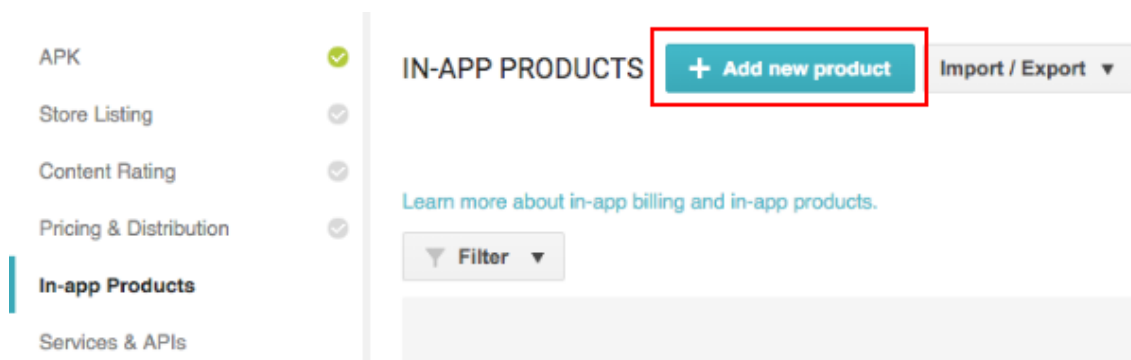 APK
Store Listing
Content Rating
Pricing & Distribution
In-app Products
Services & APIs
IN-APP PRODUCTS
+ Add new product
Import / Export
Learn more about in-app billing and in-app products.
Filter